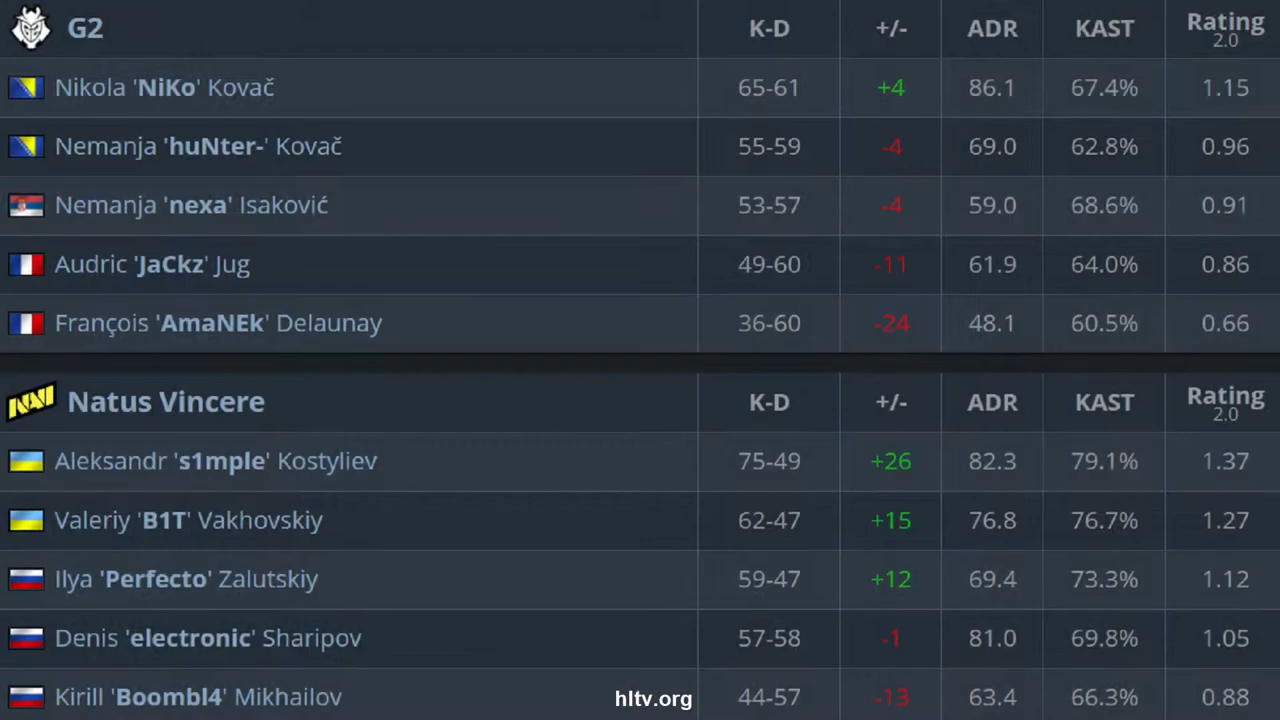 G2 K-D +/- ADR KAST Rating 2.0
Nikola 'NiKo' Kovač 65-61 +4 86.1 67.4% 1.15
Nemanja 'huNter-' Kovač 55-59 -4 69.0 62.8% 0.96
Nemanja 'nexa' Isaković 53-57 -4 59.0 68.6% 0.91
Audric 'JaCkz' Jug 49-60 -11 61.9 64.0% 0.86
François 'AmaNEk' Delaunay 36-60 -24 48.1 60.5% 0.66
NAVI Natus Vincere K-D +/- ADR KAST Rating 2.0
Aleksandr 's1mple' Kostyliev 75-49 +26 82.3 79.1% 1.37
Valeriy 'B1T' Vakhovskiy 62-47 +15 76.8 76.7% 1.27
Ilya 'Perfecto' Zalutskiy 59-47 +12 69.4 73.3% 1.12
Denis 'electronic' Sharipov 57-58 -1 81.0 69.8% 1.05
Kirill 'Boombl4' Mikhailov 44-57 -13 63.4 66.3% 0.88
hltv.org